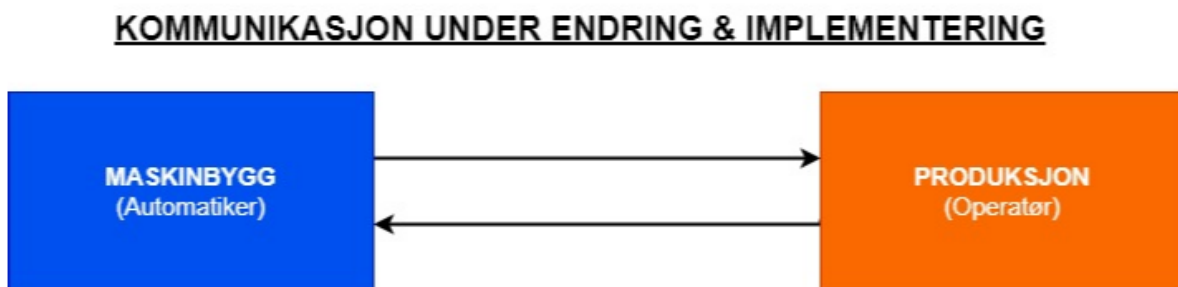 KOMMUNIKASJON UNDER ENDRING & IMPLEMENTERING
MASKINBYGG
(Automatiker)
PRODUKSJON
(Operatør)